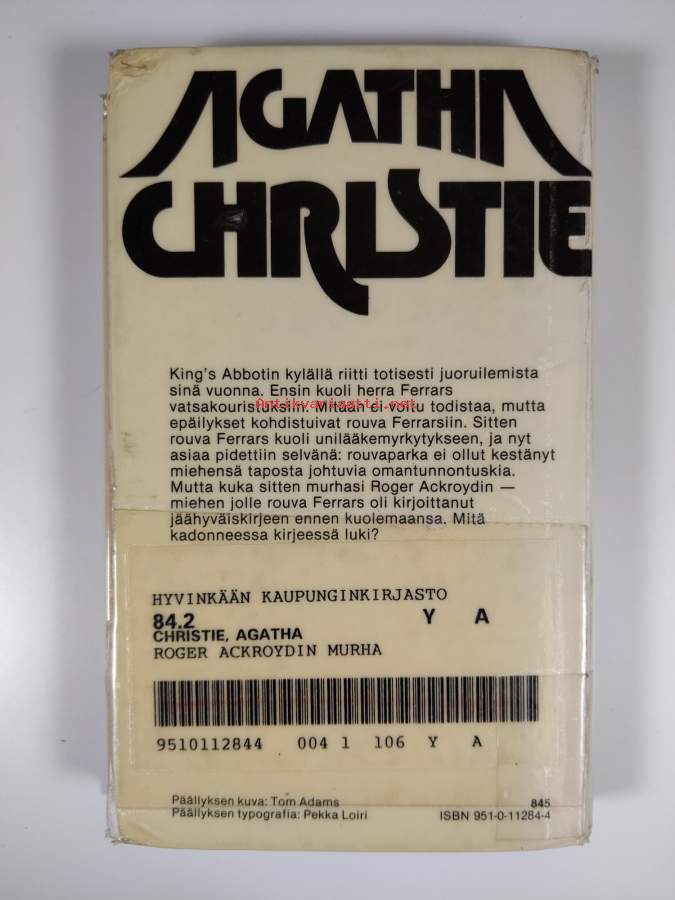 AGATHA
CHRISTIE
King's Abbotin kylällä riitti totisesti juoruilemista
sinä vuonna. Ensin kuoli herra Ferrars
vatsakouristuksiin. Mitään ei voitu todistaa, mutta
Antikvariaatti.net
epäilykset kohdistuivat rouva Ferrarsiin. Sitten
rouva Ferrars kuoli unilääkemyrkytykseen, ja nyt
asiaa pidettiin selvänä: rouvaparka ei ollut kestänyt
miehensä taposta johtuvia omantunnontuskia.
Mutta kuka sitten murhasi Roger Ackroydin —
miehen jolle rouva Ferrars oli kirjoittanut
jäähyväiskirjeen ennen kuolemaansa. Mitä
kadonneessa kirjeessä luki?
HYVINKÄÄN KAUPUNGINKIRJASTO
84.2 Y A
CHRISTIE, AGATHA
ROGER ACKROYDIN MURHA
9510112844 004 1 106 Y A
Päällyksen kuva: Tom Adams 845
Päällyksen typografia: Pekka Loiri ISBN 951-0-11284-4